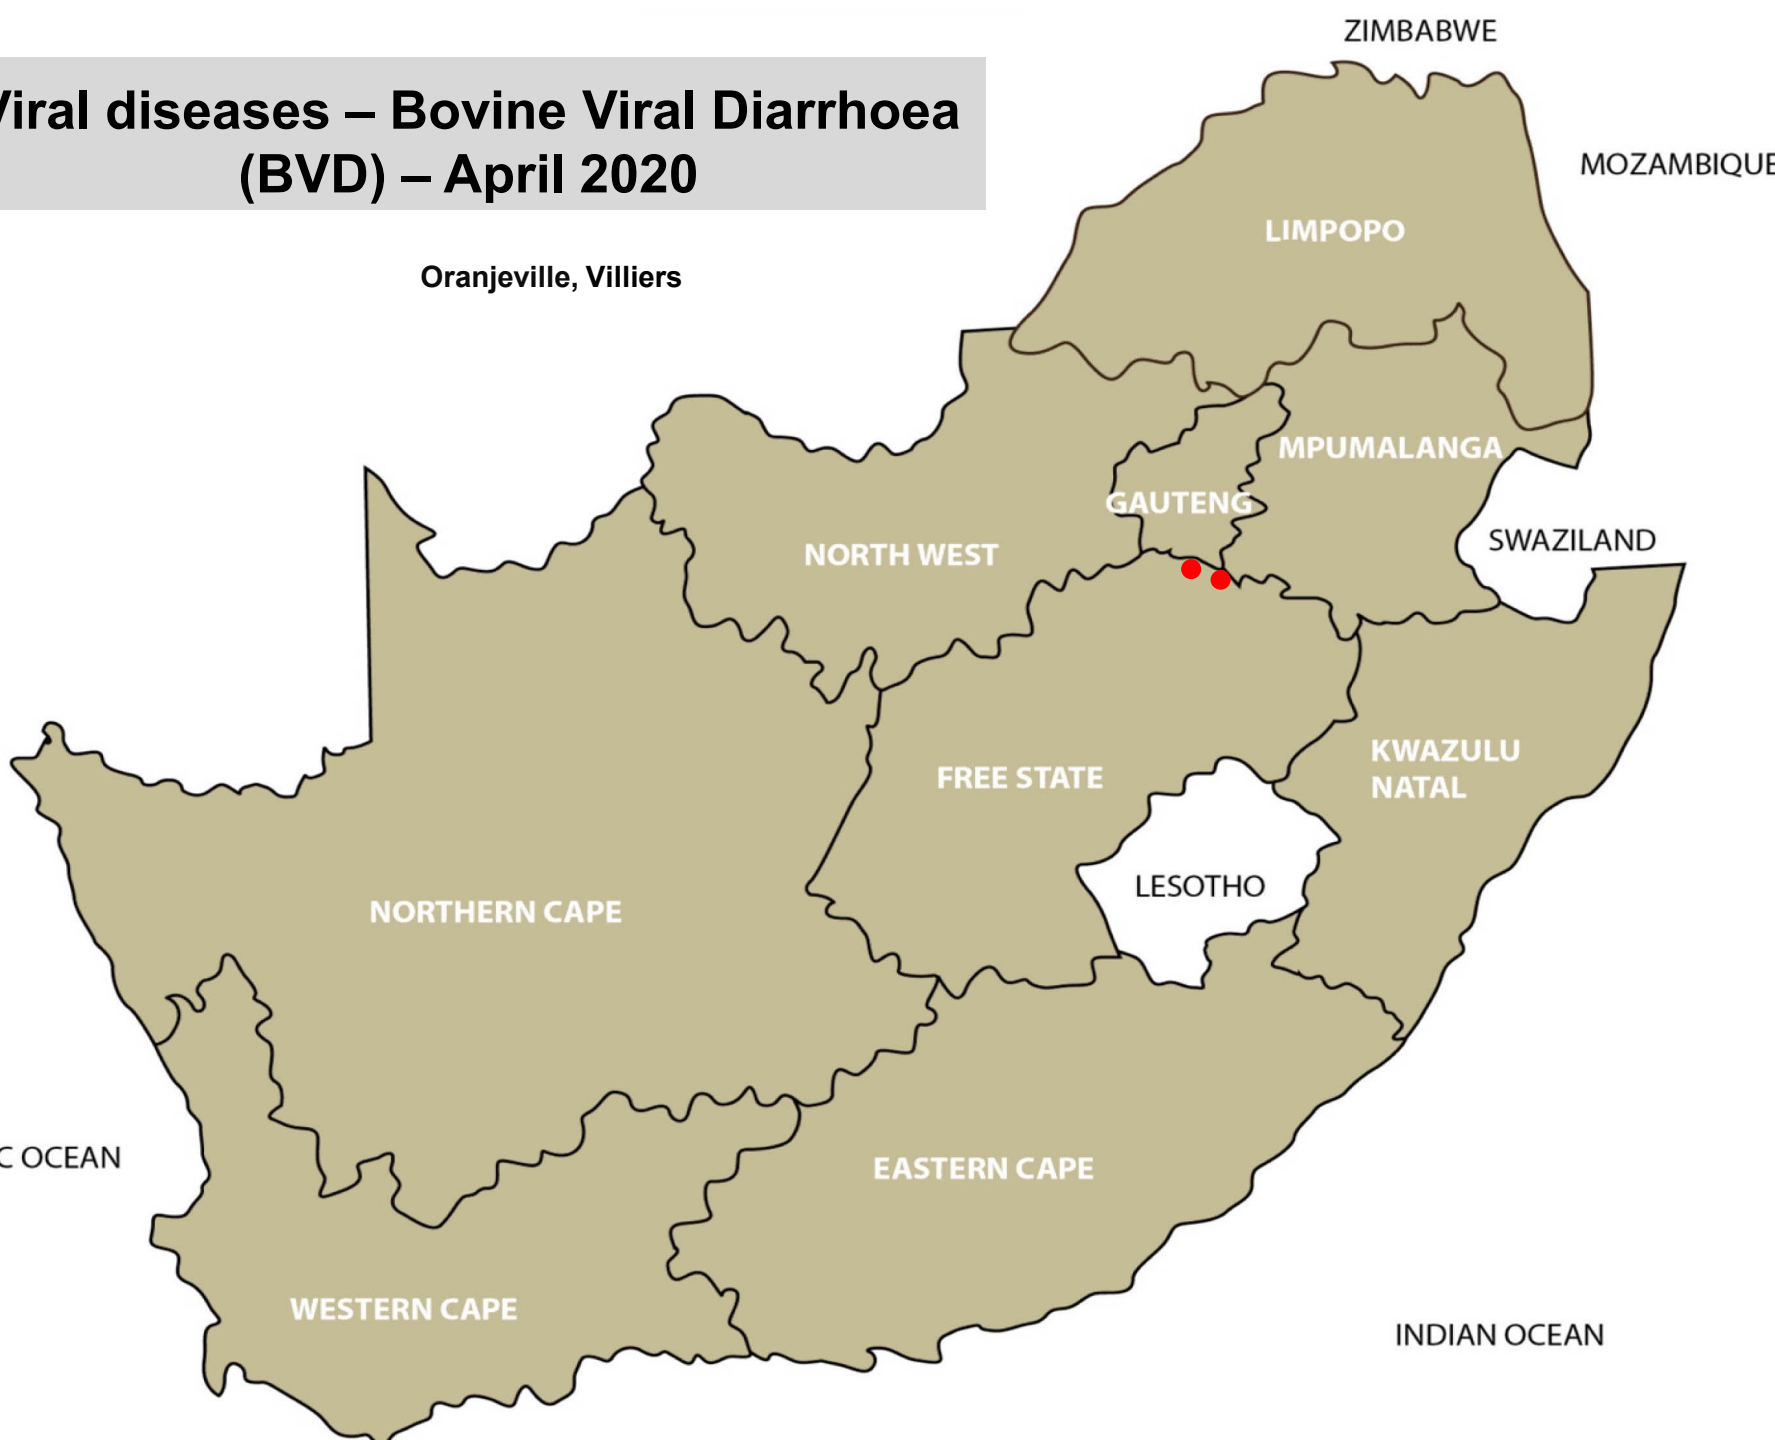 ZIMBABWE
Viral diseases – Bovine Viral Diarrhoea
(BVD) – April 2020
MOZAMBIQUE
LIMPOPO
Oranjeville, Villiers
MPUMALANGA
GAUTENG
SWAZILAND
NORTH WEST
KWAZULU
NATAL
FREE STATE
LESOTHO
NORTHERN CAPE
C OCEAN
EASTERN CAPE
WESTERN CAPE
INDIAN OCEAN